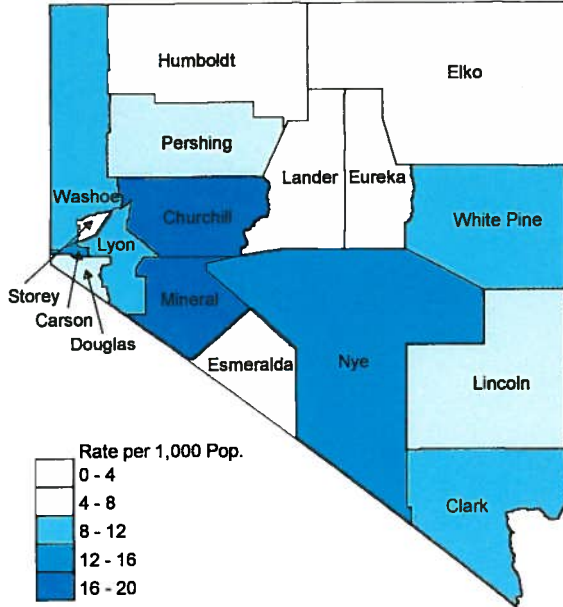 Humboldt
Elko
Pershing
Lander
Eureka
Washoe
Churchill
White Pine
Lyon
Storey
Carson
Douglas
Mineral
Esmeralda
Nye
Lincoln
Clark
Rate per 1,000 Pop.
0 - 4
4 - 8
8 - 12
12 - 16
16 - 20